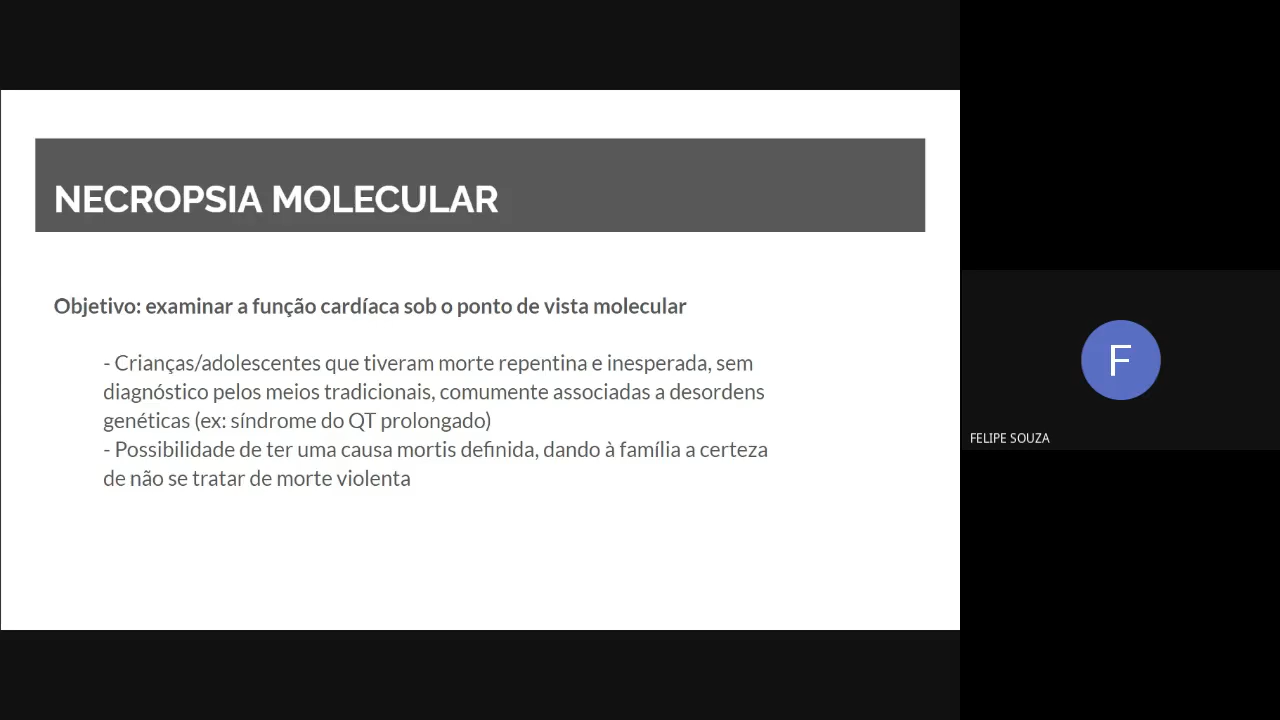 NECROPSIA MOLECULAR
Objetivo: examinar a função cardíaca sob o ponto de vista molecular
- Crianças/adolescentes que tiveram morte repentina e inesperada, sem
diagnóstico pelos meios tradicionais, comumente associadas a desordens
genéticas (ex: síndrome do QT prolongado)
- Possibilidade de ter uma causa mortis definida, dando à família a certeza
de não se tratar de morte violenta
F
FELIPE SOUZA